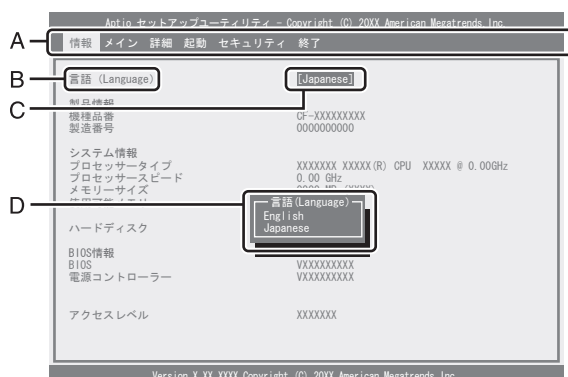 Aptio セットアップユーティリティ - Copyright (C) 20XX American Megatrends Inc.
A
情報 メイン 詳細 起動 セキュリティ 終了
B 言語 (Language) [Japanese]
C
製品情報
機種品番 CF-XXXXXXXXX
製造番号 0000000000
システム情報
プロセッサータイプ XXXXXXX XXXXX(R) CPU XXXXX @ 0.00GHz
プロセッサースピード 0.00 GHz
メモリーサイズ
D 言語(Language)
English
Japanese
ハードディスク
BIOS情報
BIOS VXXXXXXXXX
電源コントローラー VXXXXXXXXX
アクセスレベル XXXXXXX
Version X.XX.XXXX Copyright (C) 20XX American Megatrends Inc.